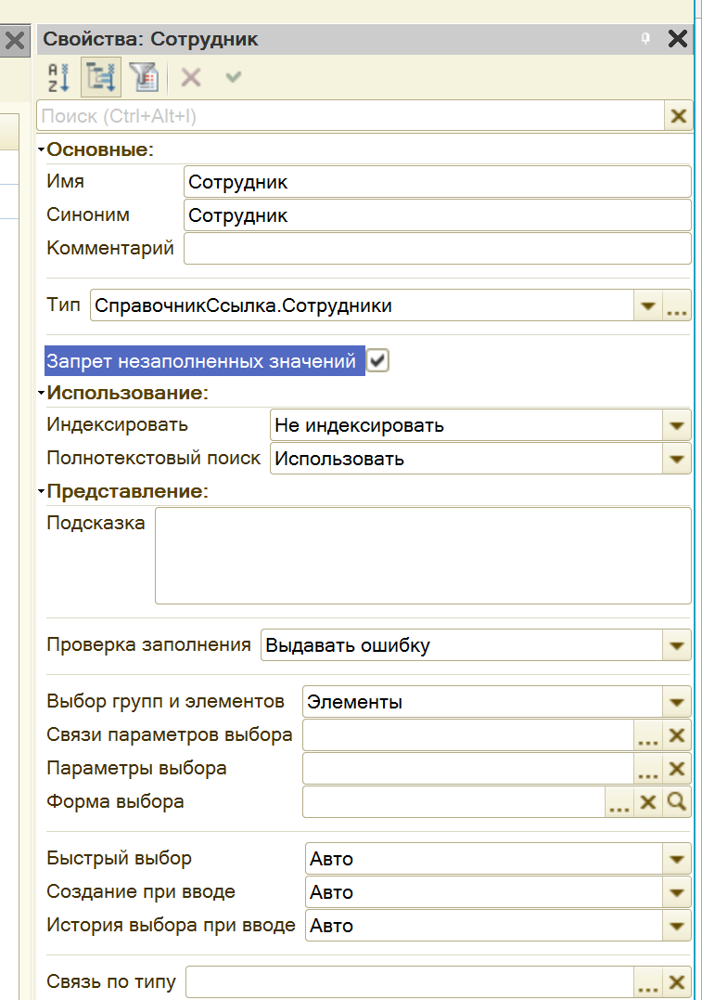 Свойства: Сотрудник
A
Z
Поиск (Ctrl+Alt+I)
Основные:
Имя Сотрудник
Синоним Сотрудник
Комментарий
Тип СправочникСсылка.Сотрудники ...
Запрет незаполненных значений
Использование:
Индексировать Не индексировать
Полнотекстовый поиск Использовать
Представление:
Подсказка
Проверка заполнения Выдавать ошибку
Выбор групп и элементов Элементы
Связи параметров выбора ...
Параметры выбора ...
Форма выбора ...
Быстрый выбор Авто
Создание при вводе Авто
История выбора при вводе Авто
Связь по типу ...